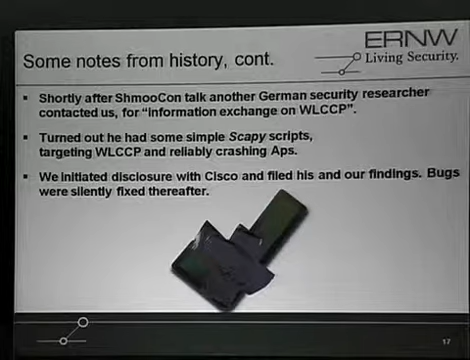 ERNW
Living Security.
Some notes from history, cont.
Shortly after ShmooCon talk another German security researcher
contacted us, for "information exchange on WLCCP".
Turned out he had some simple Scapy scripts,
targeting WLCCP and reliably crashing Aps.
We initiated disclosure with Cisco and filed his and our findings. Bugs
were silently fixed thereafter.
17